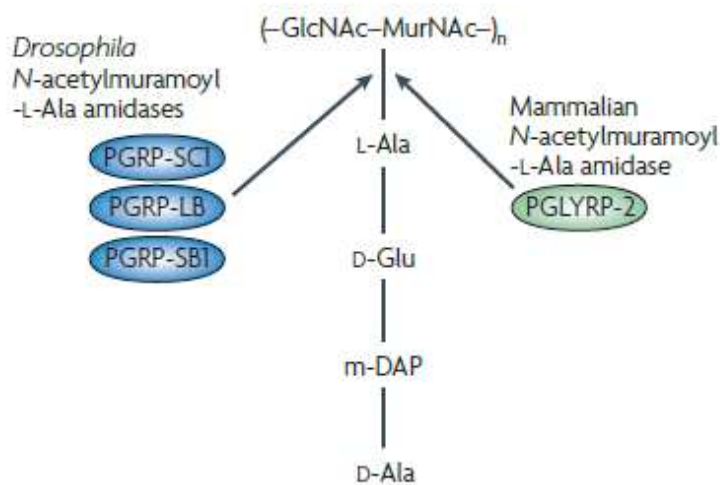 (–GlcNAc–MurNAc–)n
Drosophila
N-acetylmuramoyl
-L-Ala amidases
PGRP-SC1
PGRP-LB
PGRP-SB1
L-Ala
D-Glu
m-DAP
D-Ala
Mammalian
N-acetylmuramoyl
-L-Ala amidase
PGLYRP-2